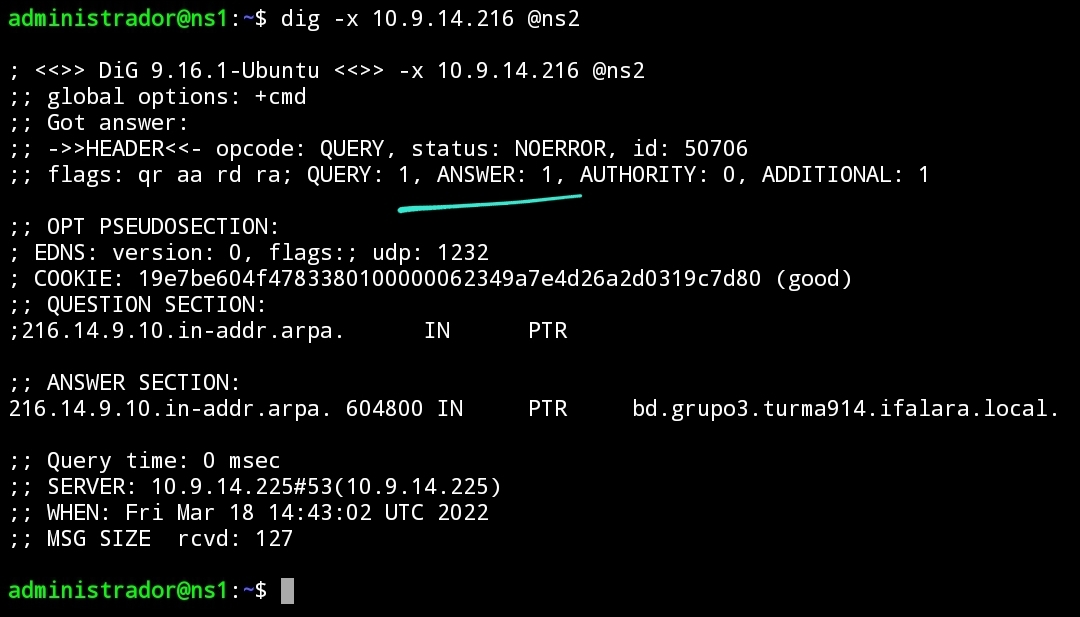 administrador@ns1:~$ dig -x 10.9.14.216 @ns2
; <<>> DiG 9.16.1-Ubuntu <<>> -x 10.9.14.216 @ns2
;; global options: +cmd
;; Got answer:
;; ->>HEADER<<- opcode: QUERY, status: NOERROR, id: 50706
;; flags: qr aa rd ra; QUERY: 1, ANSWER: 1, AUTHORITY: 0, ADDITIONAL: 1
;; OPT PSEUDOSECTION:
; EDNS: version: 0, flags:; udp: 1232
; COOKIE: 19e7be604f4783380100000062349a7e4d26a2d0319c7d80 (good)
;; QUESTION SECTION:
;216.14.9.10.in-addr.arpa. IN PTR
;; ANSWER SECTION:
216.14.9.10.in-addr.arpa. 604800 IN PTR bd.grupo3.turma914.ifalara.local.
;; Query time: 0 msec
;; SERVER: 10.9.14.225#53(10.9.14.225)
;; WHEN: Fri Mar 18 14:43:02 UTC 2022
;; MSG SIZE rcvd: 127
administrador@ns1:~$